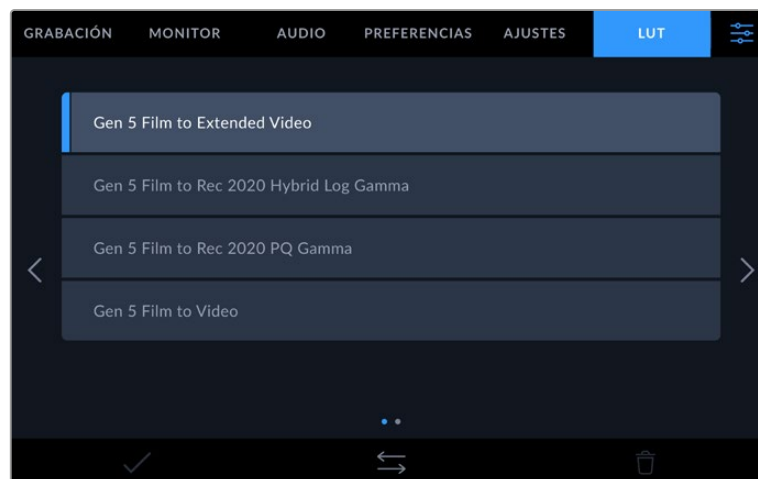 GRABACIÓN MONITOR AUDIO PREFERENCIAS AJUSTES LUT
Gen 5 Film to Extended Video
Gen 5 Film to Rec 2020 Hybrid Log Gamma
Gen 5 Film to Rec 2020 PQ Gamma
Gen 5 Film to Video